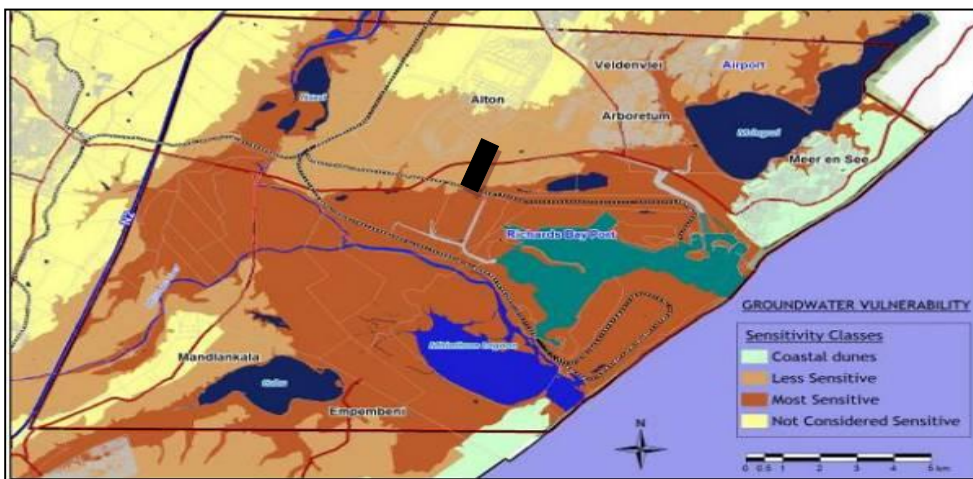 Veldenvlei
Airport
Alton
Arboretum
Meer en See
N2
Richards Bay Port
Mandlankala
Empembeni
GROUNDWATER VULNERABILITY
Sensitivity Classes
Coastal dunes
Less Sensitive
Most Sensitive
Not Considered Sensitive
N
0 0.5 1 2 3 4 5 km